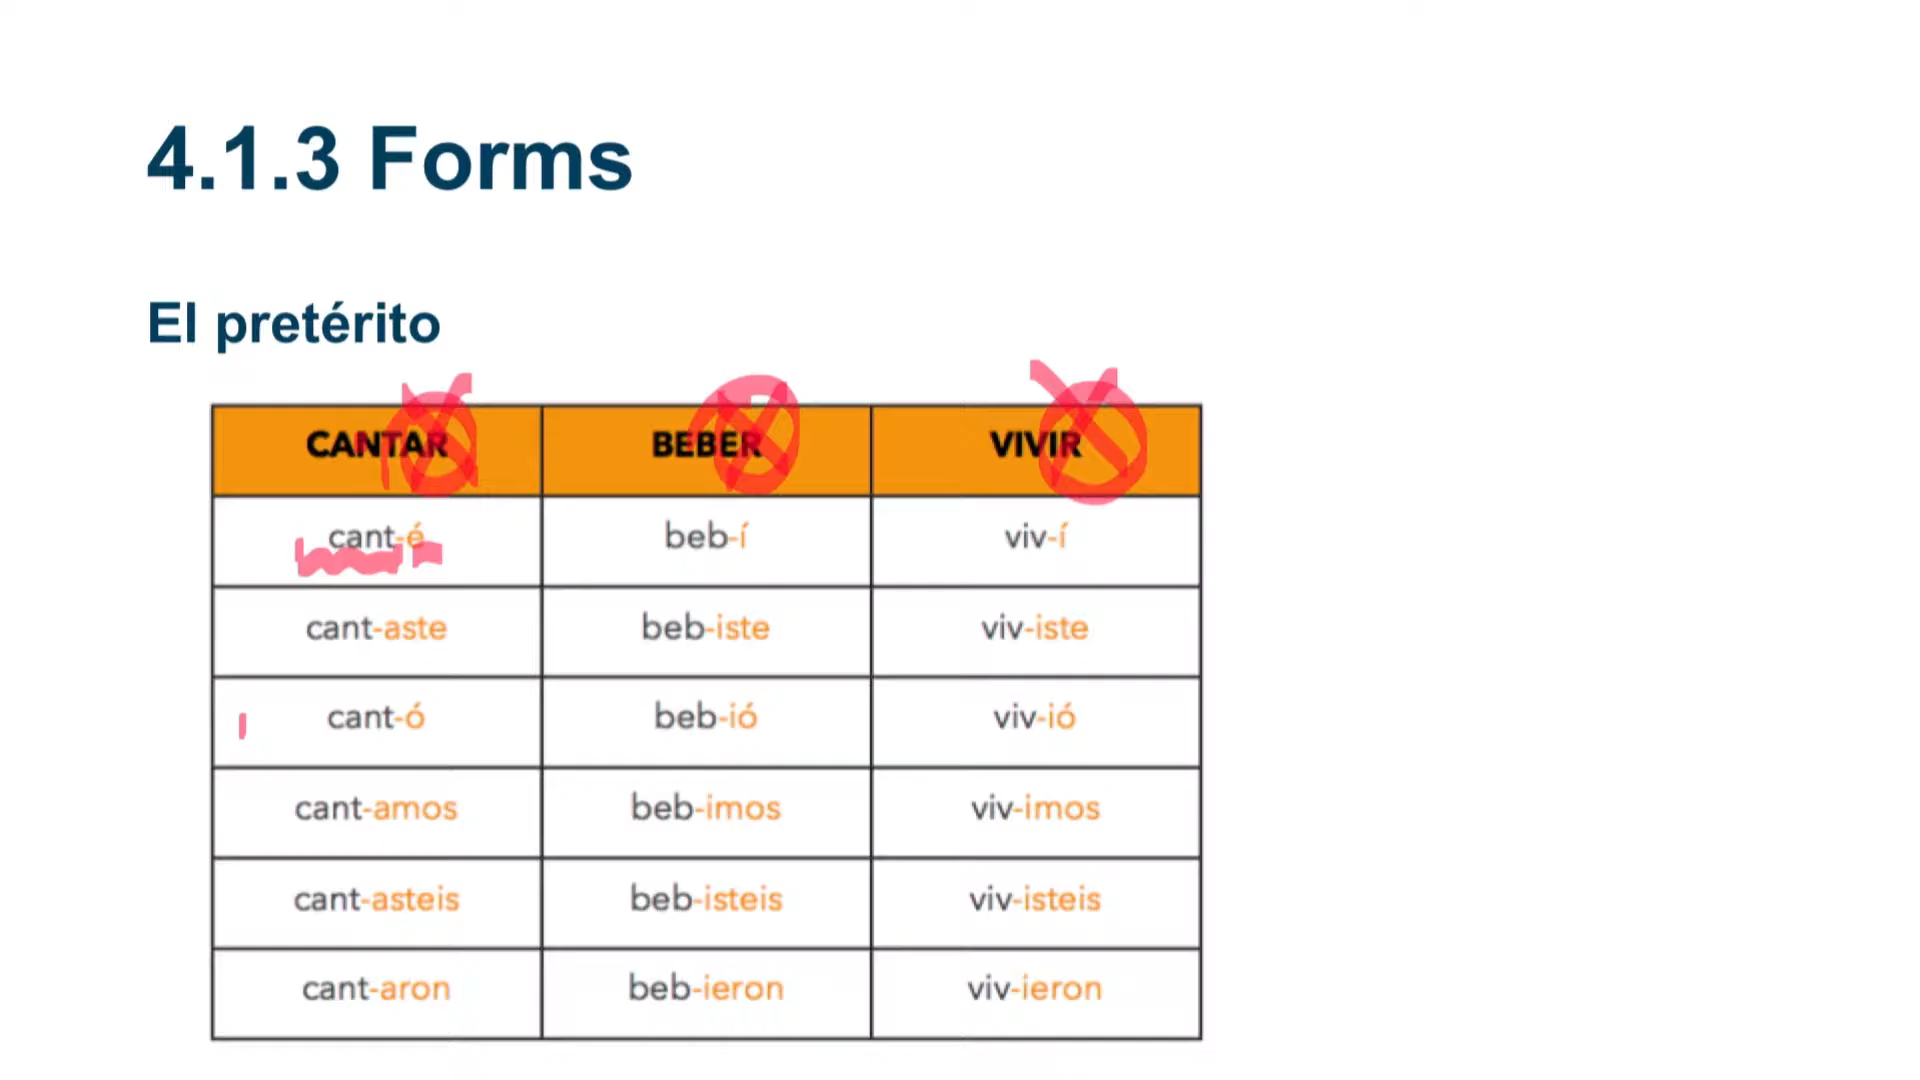 4.1.3 Forms
El pretérito
CANTAR BEBER VIVIR
cant-é beb-í viv-í
cant-aste beb-iste viv-iste
cant-ó beb-ió viv-ió
cant-amos beb-imos viv-imos
cant-asteis beb-isteis viv-isteis
cant-aron beb-ieron viv-ieron